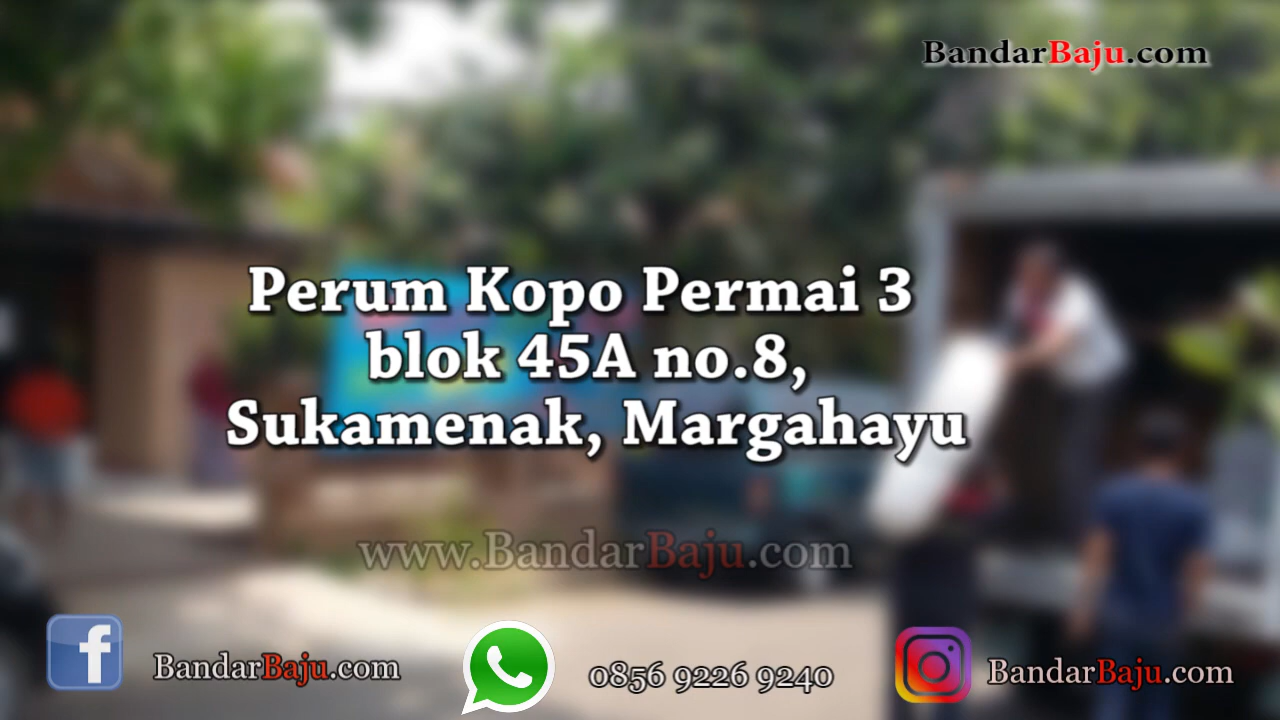 BandarBaju.com
Perum Kopo Permai 3
blok 45A no.8,
Sukamenak, Margahayu
www.BandarBaju.com
BandarBaju.com
0856 9226 9240
BandarBaju.com